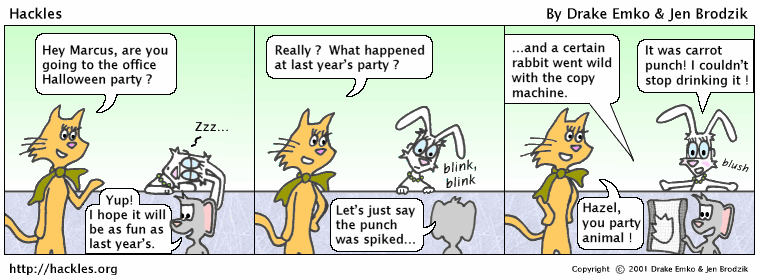 Hackles
By Drake Emko & Jen Brodzik
Hey Marcus, are you
going to the office
Halloween party ?
Zzz...
Yup!
I hope it will
be as fun as
last year's.
Really ? What happened
at last year's party ?
blink,
blink
Let's just say
the punch
was spiked...
...and a certain
rabbit went wild
with the copy
machine.
It was carrot
punch! I couldn't
stop drinking it !
blush
Hazel,
you party
animal !
http://hackles.org
Copyright © 2001 Drake Emko & Jen Brodzik